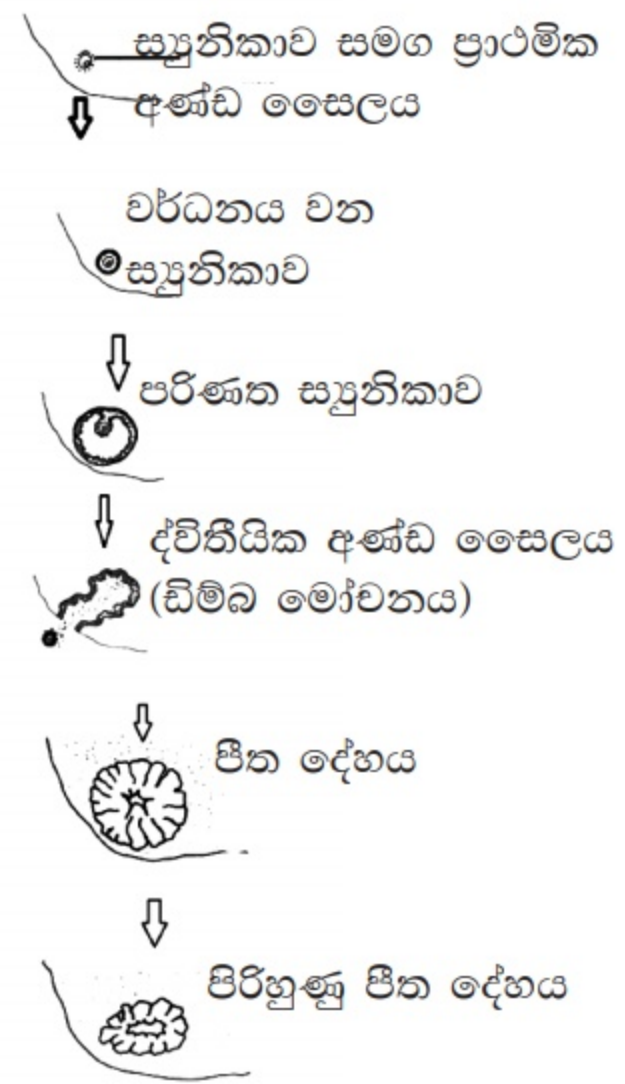 ස්‍යුනිකාව සමග ප්‍රාථමික
අණ්ඩ සෛලය
වර්ධනය වන
ස්‍යුනිකාව
පරිණත ස්‍යුනිකාව
ද්විතීයික අණ්ඩ සෛලය
(ඩිම්බ මෝචනය)
පීත දේහය
පිරිහුණු පීත දේහය